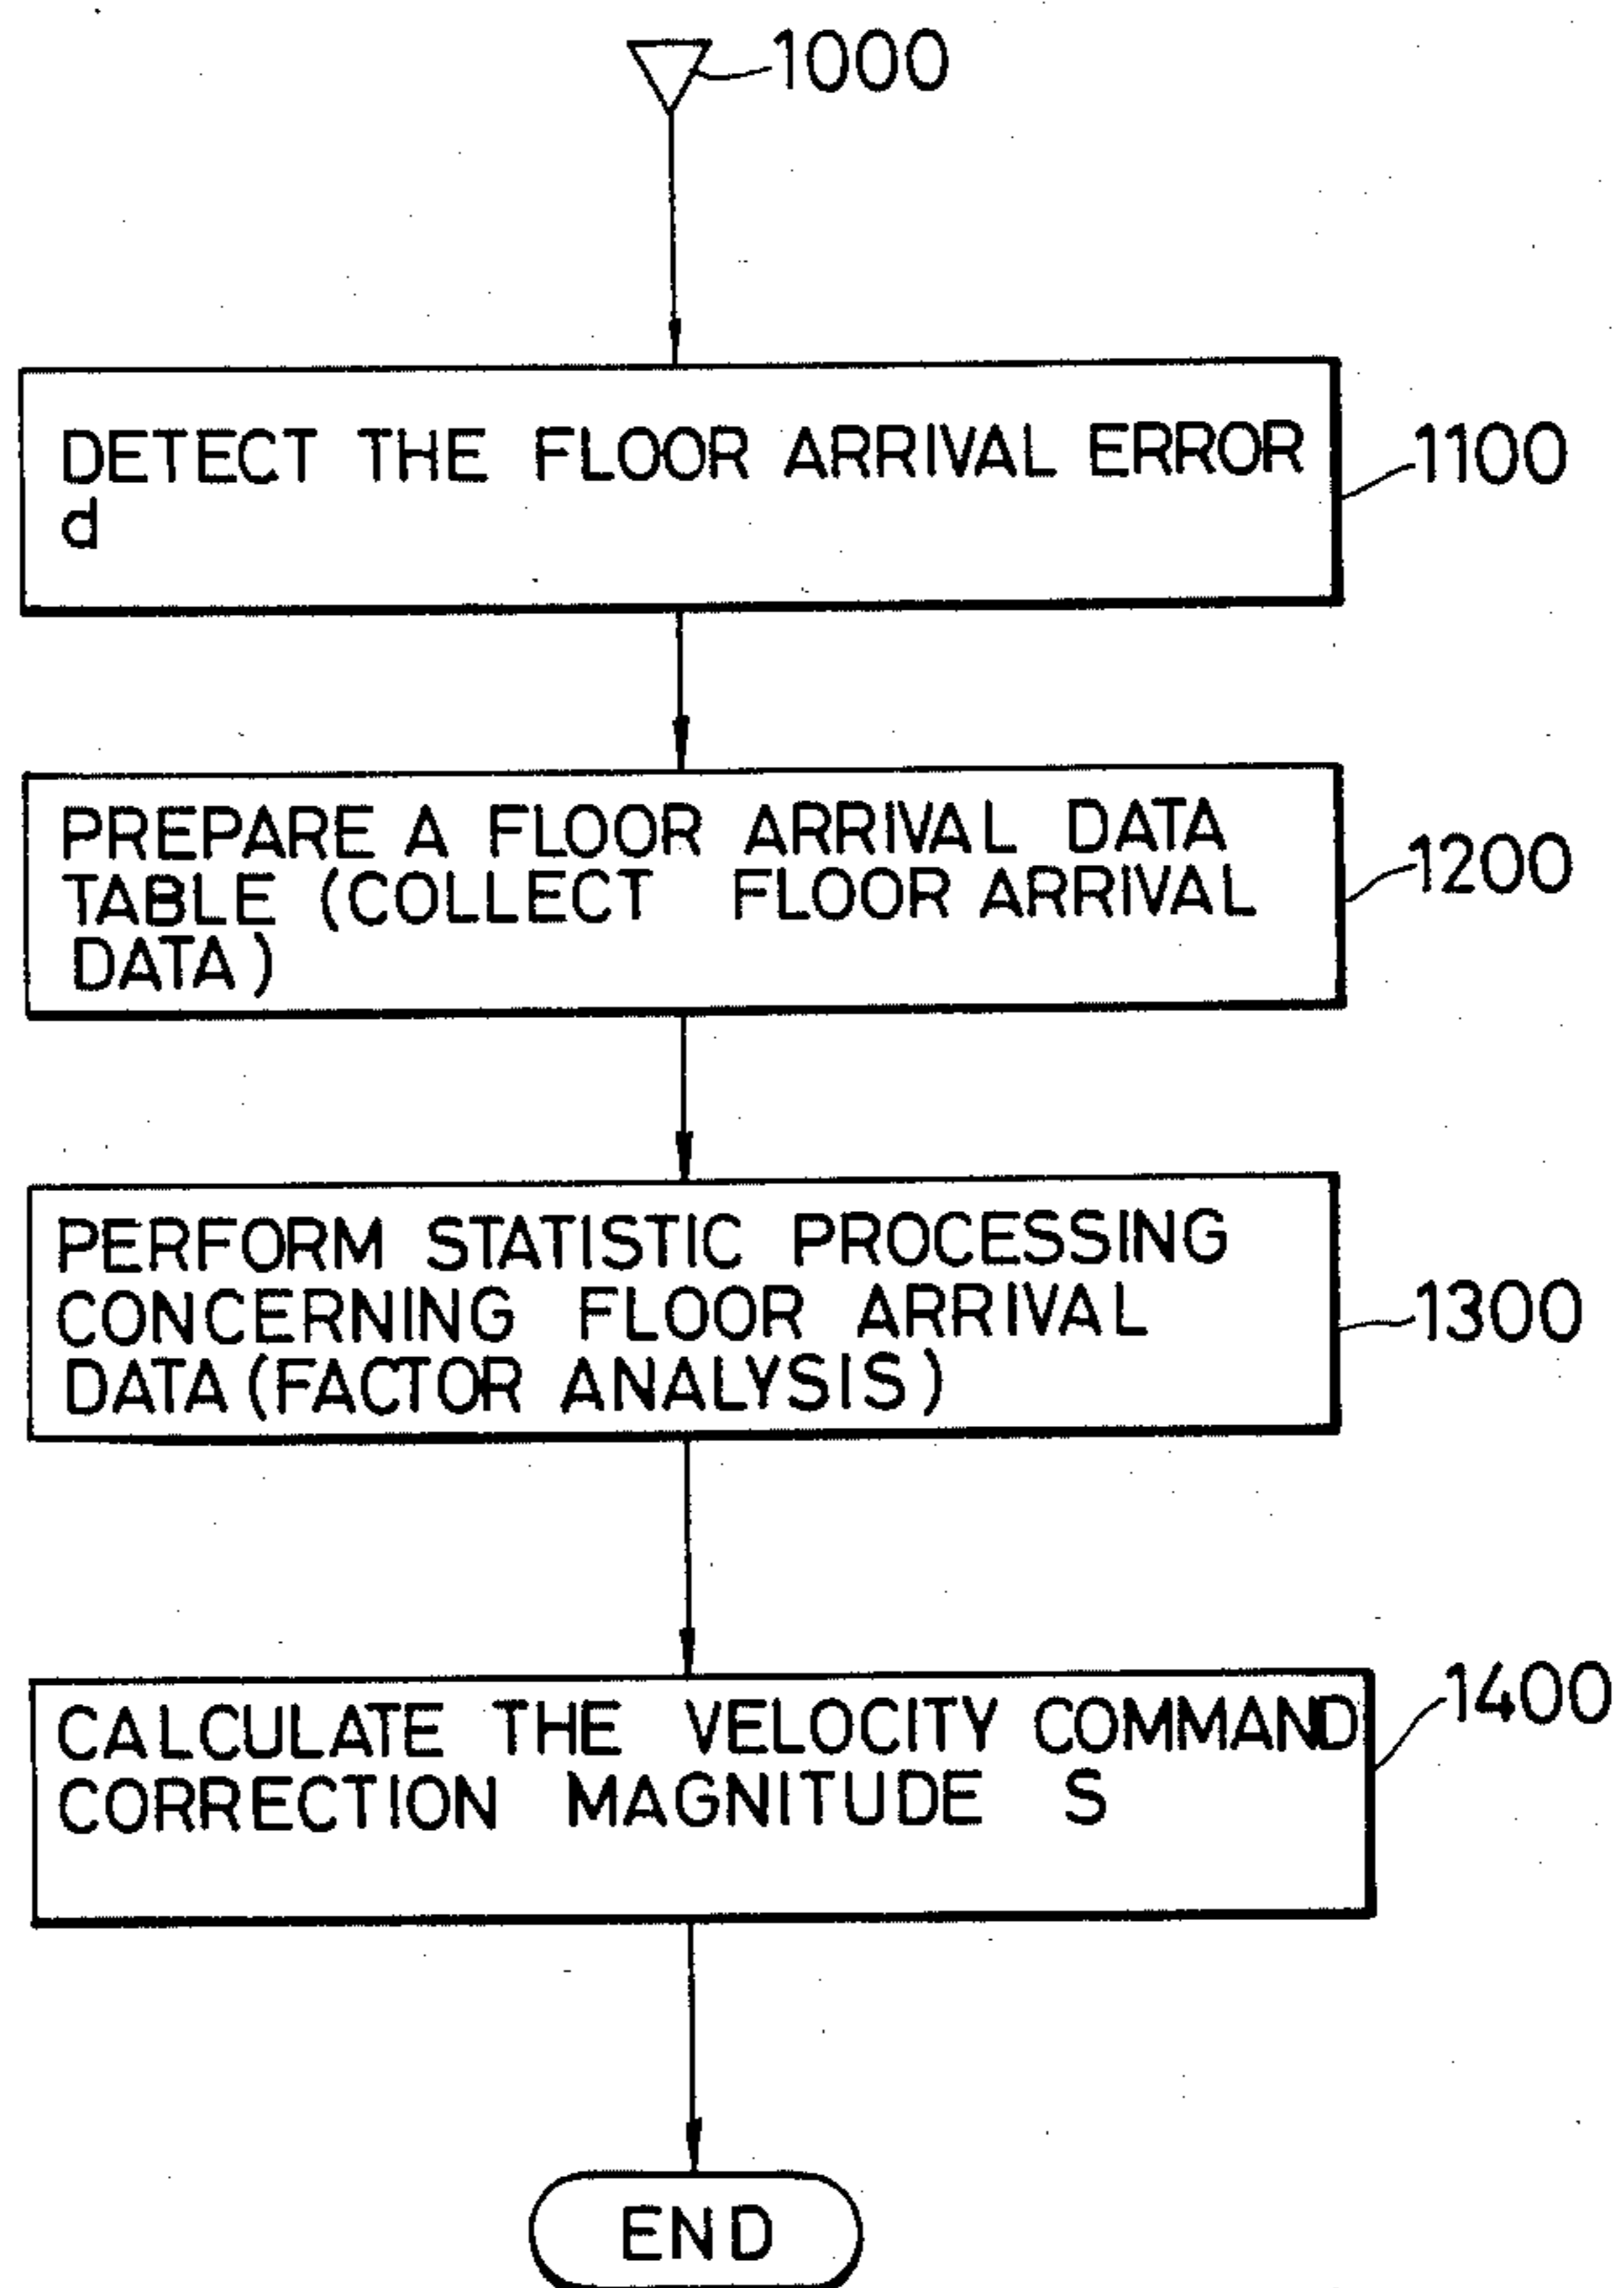 1000
DETECT THE FLOOR ARRIVAL ERROR
d
1100
PREPARE A FLOOR ARRIVAL DATA
TABLE (COLLECT FLOOR ARRIVAL
DATA)
1200
PERFORM STATISTIC PROCESSING
CONCERNING FLOOR ARRIVAL
DATA (FACTOR ANALYSIS)
1300
CALCULATE THE VELOCITY COMMAND
CORRECTION MAGNITUDE S
1400
END